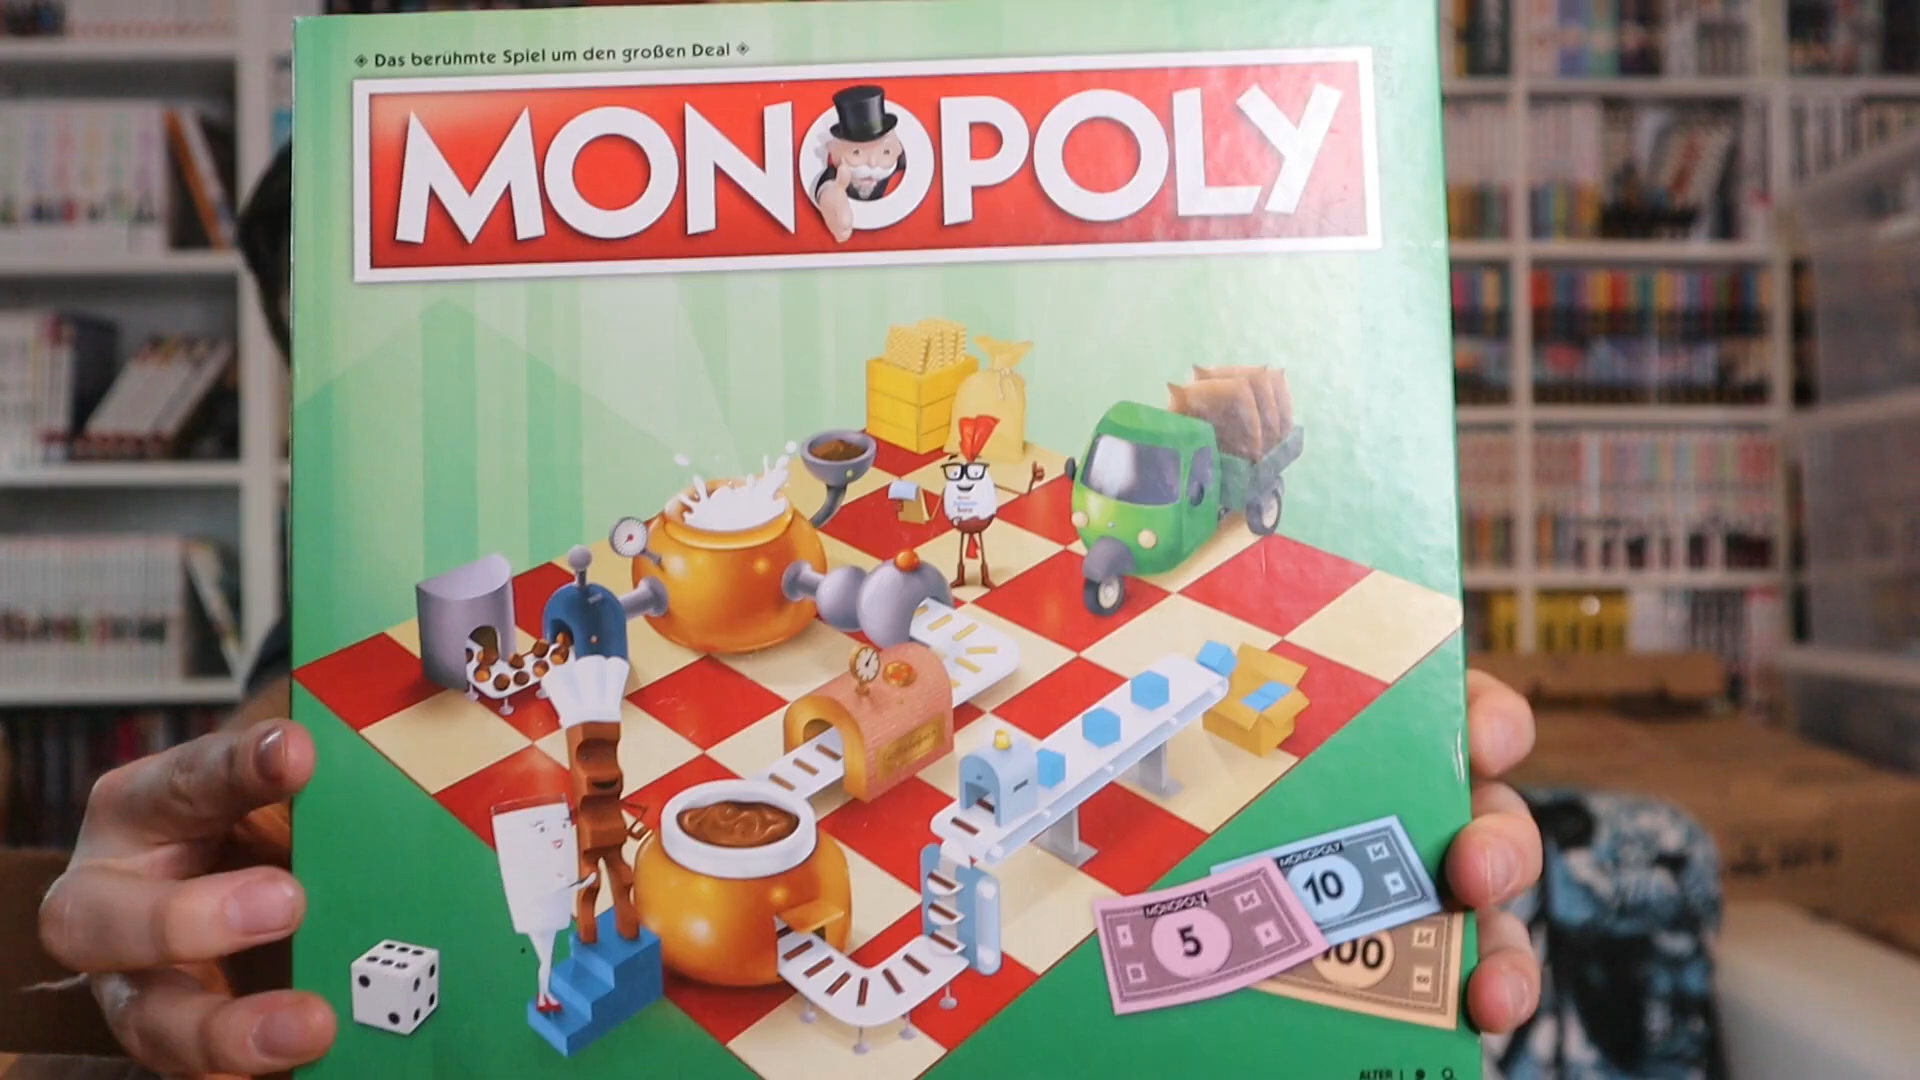 Das berühmte Spiel um den großen Deal
MONOPOLY
MONOPOLY
10
MONOPOLY
5
100
ALTER